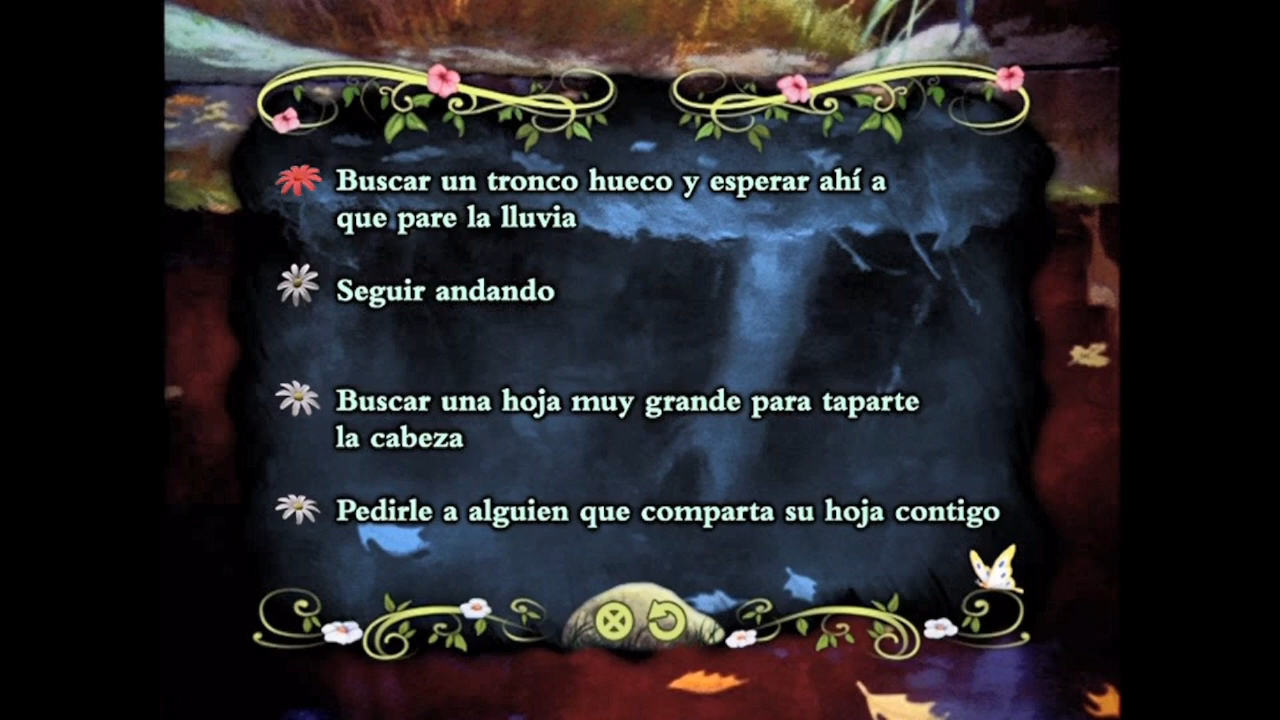 Buscar un tronco hueco y esperar ahí a
que pare la lluvia
Seguir andando
Buscar una hoja muy grande para taparte
la cabeza
Pedirle a alguien que comparta su hoja contigo